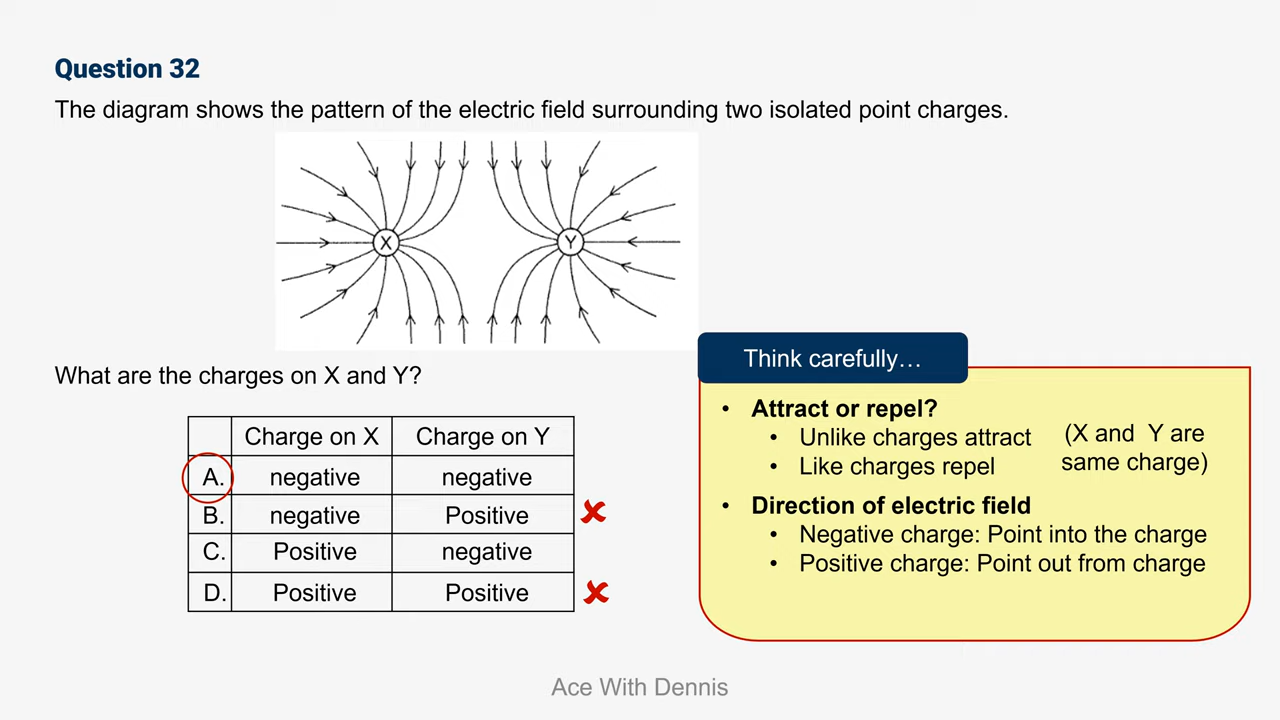 Question 32
The diagram shows the pattern of the electric field surrounding two isolated point charges.
X Y
What are the charges on X and Y?
Charge on X Charge on Y
A. negative negative
B. negative Positive
C. Positive negative
D. Positive Positive
Think carefully…
• Attract or repel?
• Unlike charges attract
• Like charges repel
(X and Y are
same charge)
• Direction of electric field
• Negative charge: Point into the charge
• Positive charge: Point out from charge
Ace With Dennis